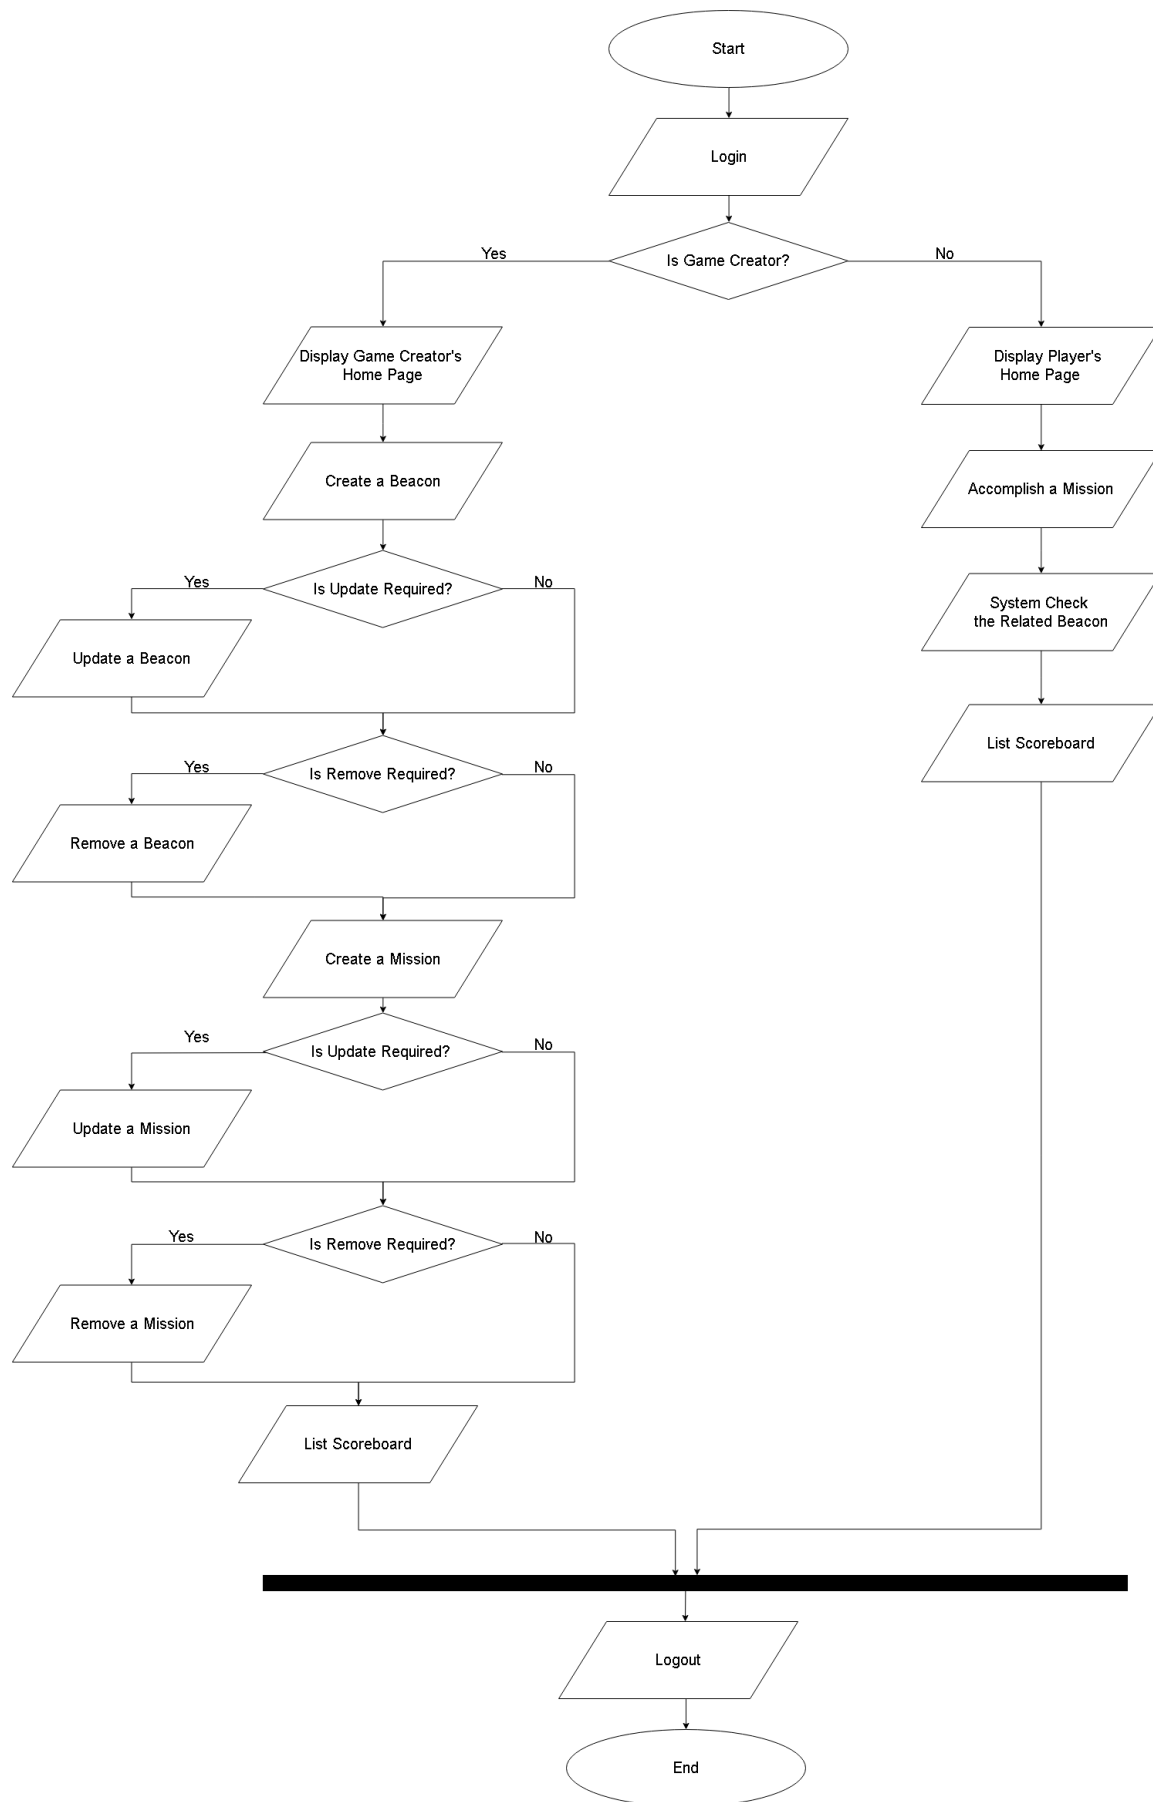 Start
Login
Is Game Creator?
Yes
No
Display Game Creator's
Home Page
Display Player's
Home Page
Create a Beacon
Accomplish a Mission
Is Update Required?
Yes
No
System Check
the Related Beacon
Update a Beacon
List Scoreboard
Is Remove Required?
Yes
No
Remove a Beacon
Create a Mission
Is Update Required?
Yes
No
Update a Mission
Is Remove Required?
Yes
No
Remove a Mission
List Scoreboard
Logout
End